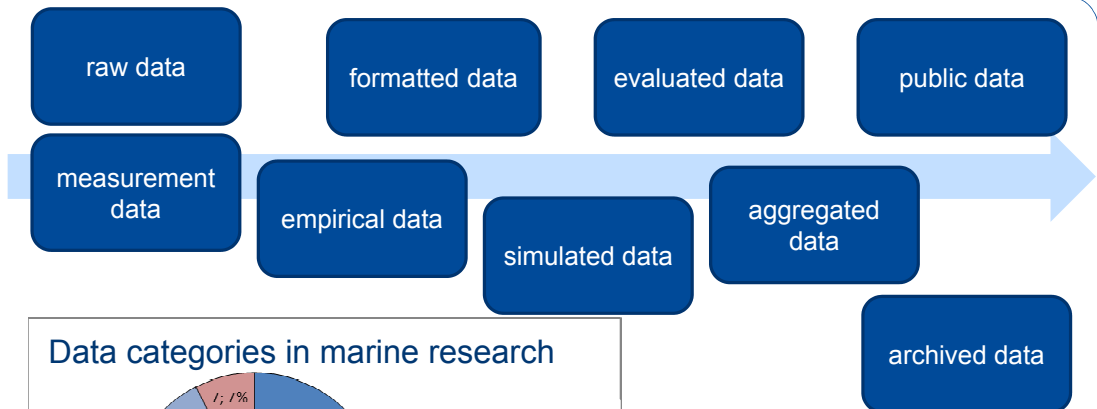 raw data
formatted data
evaluated data
public data
measurement
data
empirical data
simulated data
aggregated
data
archived data
Data categories in marine research